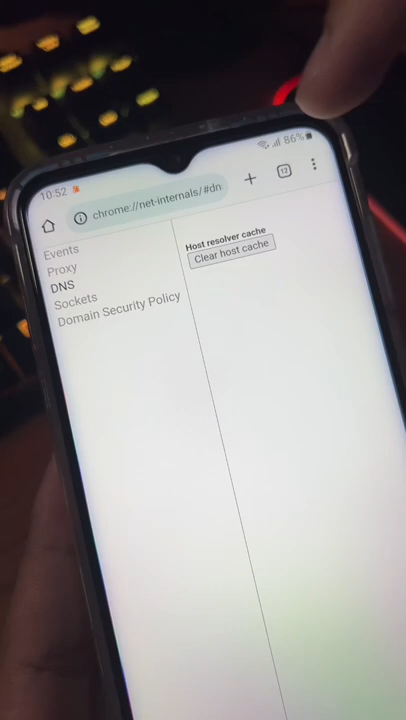 10:52
86%
chrome://net-internals/#dn
12
Events
Proxy
DNS
Sockets
Domain Security Policy
Host resolver cache
Clear host cache